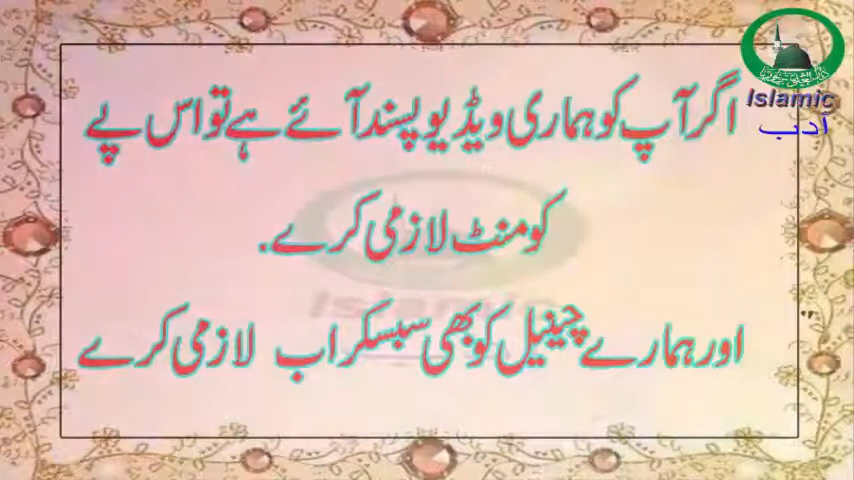 Islamic
أدب
اگر آپ کو ہماری ویڈیو پسند آئے ہے تو اس پے
کومنٹ لازمی کرے.
اور ہمارے چینیل کو بھی سبسکراب لازمی کرے